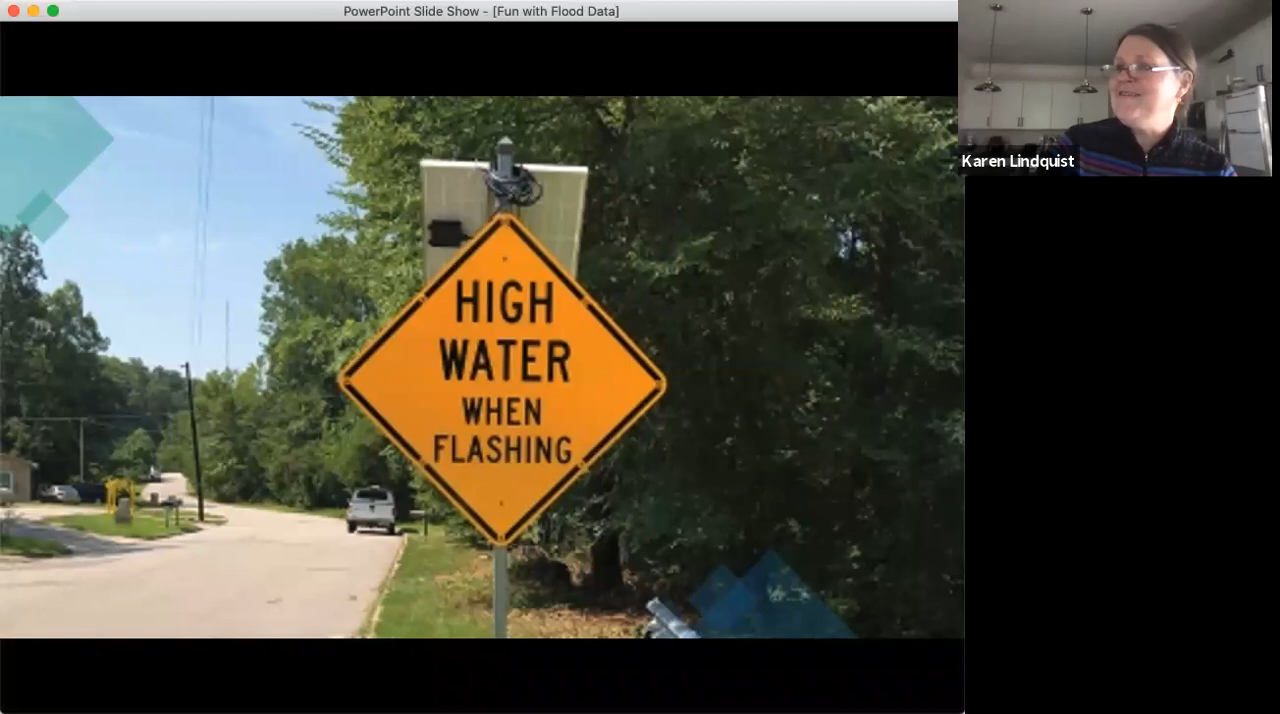 PowerPoint Slide Show - [Fun with Flood Data]
HIGH
WATER
WHEN
FLASHING
Karen Lindquist